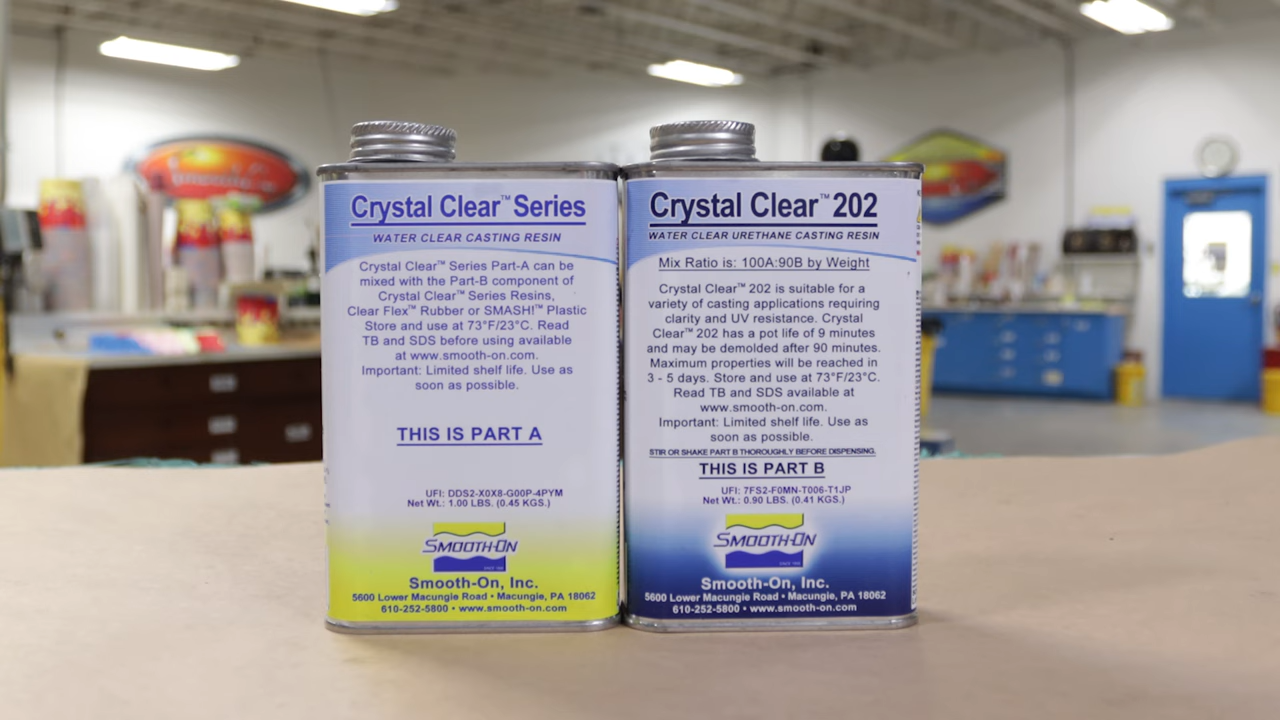 Crystal Clear™ Series
WATER CLEAR CASTING RESIN
Crystal Clear™ Series Part-A can be
mixed with the Part-B component of
Crystal Clear™ Series Resins,
Clear Flex™ Rubber or SMASH!™ Plastic
Store and use at 73°F/23°C. Read
TB and SDS before using available
at www.smooth-on.com.
Important: Limited shelf life. Use as
soon as possible.
THIS IS PART A
UFI: DDS2-X0X8-G00P-4PYM
Net Wt.: 1.00 LBS. (0.45 KGS.)
SMOOTH-ON
Smooth-On, Inc.
5600 Lower Macungie Road • Macungie, PA 18062
610-252-5800 • www.smooth-on.com
Crystal Clear™ 202
WATER CLEAR URETHANE CASTING RESIN
Mix Ratio is: 100A:90B by Weight
Crystal Clear™ 202 is suitable for a
variety of casting applications requiring
clarity and UV resistance. Crystal
Clear™ 202 has a pot life of 9 minutes
and may be demolded after 90 minutes.
Maximum properties will be reached in
3 - 5 days. Store and use at 73°F/23°C.
Read TB and SDS available at
www.smooth-on.com.
Important: Limited shelf life. Use as
soon as possible.
STIR OR SHAKE PART B THOROUGHLY BEFORE DISPENSING.
THIS IS PART B
UFI: 7FS2-F0MN-T006-T1JP
Net Wt.: 0.90 LBS. (0.41 KGS.)
SMOOTH-ON
Smooth-On, Inc.
5600 Lower Macungie Road • Macungie, PA 18062
610-252-5800 • www.smooth-on.com